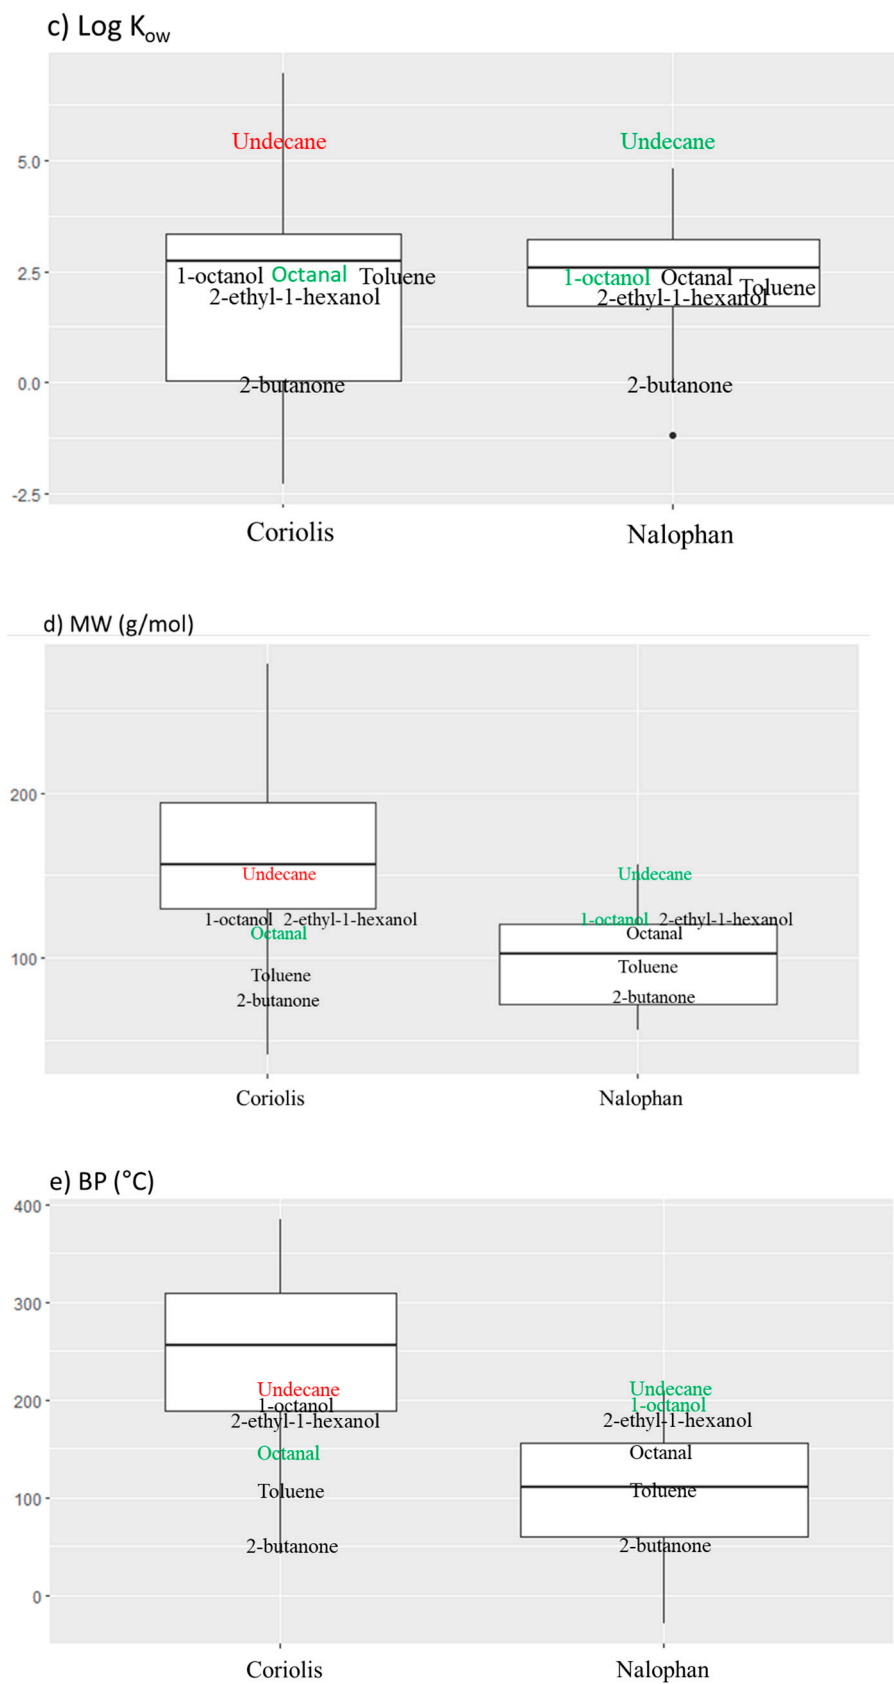 c) Log Kow
Undecane Undecane
5.0
1-octanol Octanal Toluene 1-octanol Octanal Toluene
2.5
2-ethyl-1-hexanol 2-ethyl-1-hexanol
0.0
2-butanone 2-butanone
-2.5
Coriolis Nalophan
d) MW (g/mol)
200
Undecane Undecane
1-octanol 2-ethyl-1-hexanol 1-octanol 2-ethyl-1-hexanol
Octanal Octanal
100
Toluene Toluene
2-butanone 2-butanone
Coriolis Nalophan
e) BP (°C)
400
300
Undecane Undecane
200
1-octanol 1-octanol
2-ethyl-1-hexanol 2-ethyl-1-hexanol
Octanal Octanal
100
Toluene Toluene
2-butanone 2-butanone
0
Coriolis Nalophan